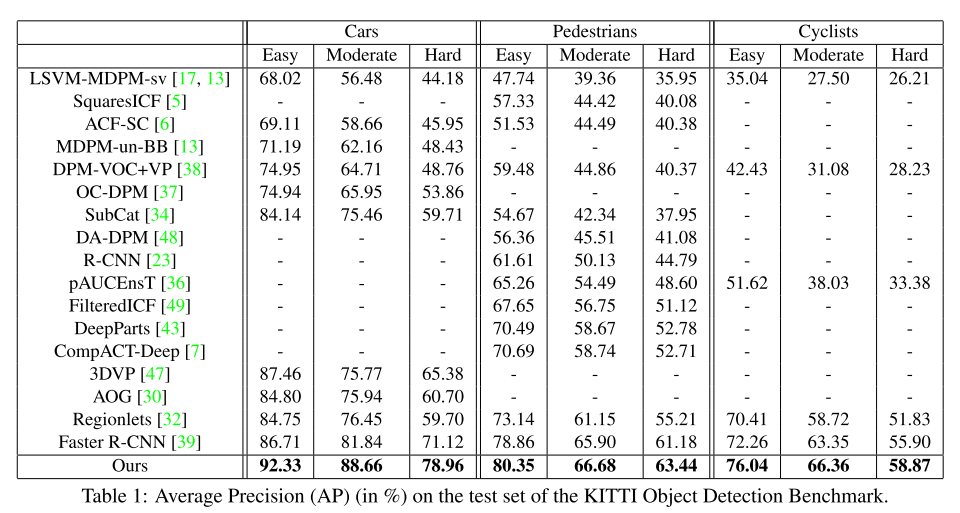 Cars Pedestrians Cyclists
Easy Moderate Hard Easy Moderate Hard Easy Moderate Hard
LSVM-MDPM-sv [17, 13] 68.02 56.48 44.18 47.74 39.36 35.95 35.04 27.50 26.21
SquaresICF [5] - - - 57.33 44.42 40.08 - - -
ACF-SC [6] 69.11 58.66 45.95 51.53 44.49 40.38 - - -
MDPM-un-BB [13] 71.19 62.16 48.43 - - - - - -
DPM-VOC+VP [38] 74.95 64.71 48.76 59.48 44.86 40.37 42.43 31.08 28.23
OC-DPM [37] 74.94 65.95 53.86 - - - - - -
SubCat [34] 84.14 75.46 59.71 54.67 42.34 37.95 - - -
DA-DPM [48] - - - 56.36 45.51 41.08 - - -
R-CNN [23] - - - 61.61 50.13 44.79 - - -
pAUCEnsT [36] - - - 65.26 54.49 48.60 51.62 38.03 33.38
FilteredICF [49] - - - 67.65 56.75 51.12 - - -
DeepParts [43] - - - 70.49 58.67 52.78 - - -
CompACT-Deep [7] - - - 70.69 58.74 52.71 - - -
3DVP [47] 87.46 75.77 65.38 - - - - - -
AOG [30] 84.80 75.94 60.70 - - - - - -
Regionlets [32] 84.75 76.45 59.70 73.14 61.15 55.21 70.41 58.72 51.83
Faster R-CNN [39] 86.71 81.84 71.12 78.86 65.90 61.18 72.26 63.35 55.90
Ours 92.33 88.66 78.96 80.35 66.68 63.44 76.04 66.36 58.87
Table 1: Average Precision (AP) (in %) on the test set of the KITTI Object Detection Benchmark.